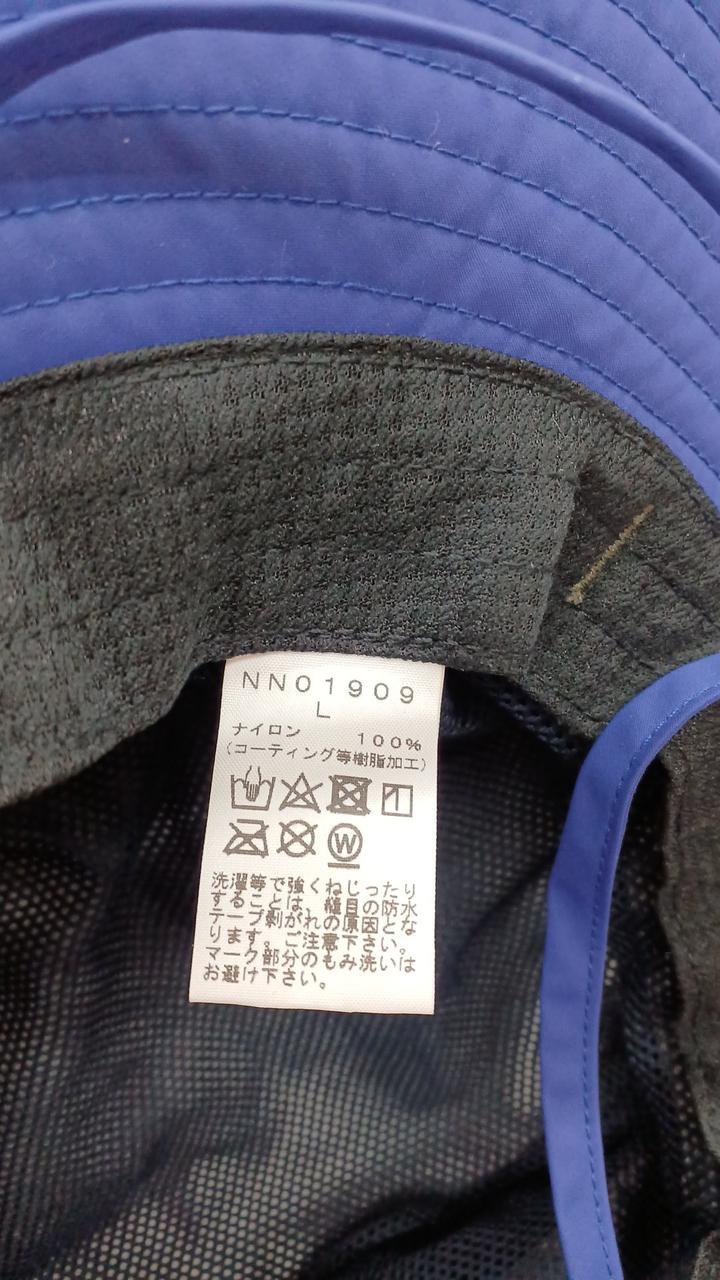 NN01909
L
ナイロン 100%
(コーティング等樹脂加工)
W
洗濯等で強くねじったり
することは、縫目の防水
テープ剥がれの原因とな
ります。ご注意下さい。
マーク部分のもみ洗いは
お避け下さい。